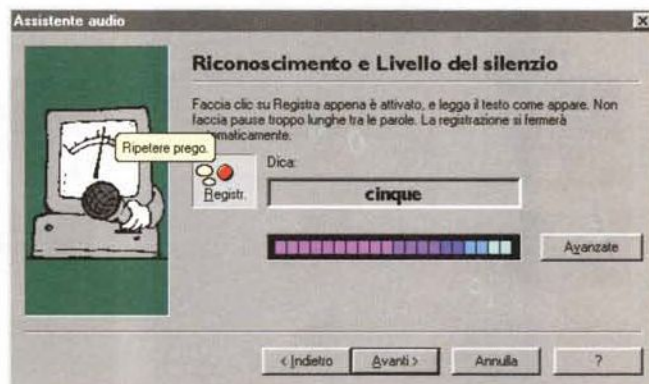 Assistente audio
Riconoscimento e Livello del silenzio
Faccia clic su Registra appena è attivato, e legga il testo come appare. Non
faccia pause troppo lunghe tra le parole. La registrazione si fermerà
automaticamente.
Ripetere prego.
Dica:
Registr.
cinque
Avanzate
< Indietro
Avanti >
Annulla
?